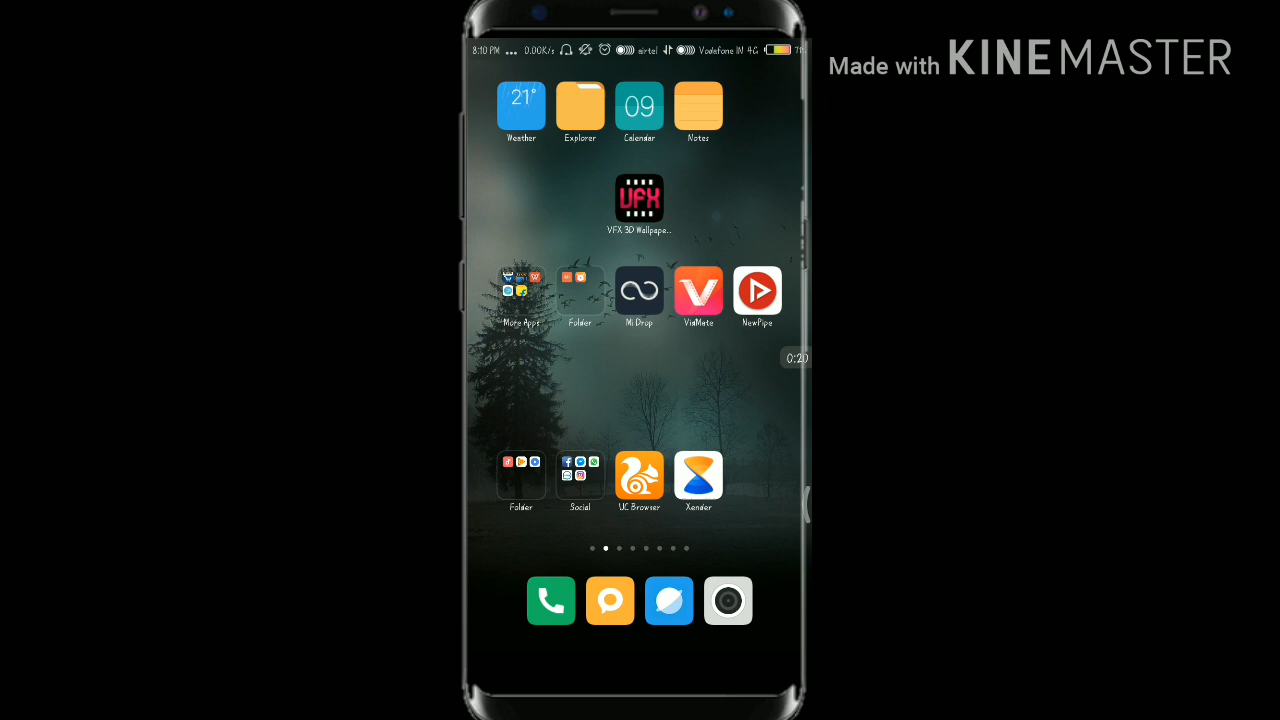 Made with KINEMASTER
8:10 PM ... 0.00K/s airtel Vodafone IN 4G
21°
09
Weather Explorer Calendar Notes
VFX
VFX 3D Wallpape...
More Apps Folder Mi Drop VidMate NewPipe
0:20
Folder Social UC Browser Xender